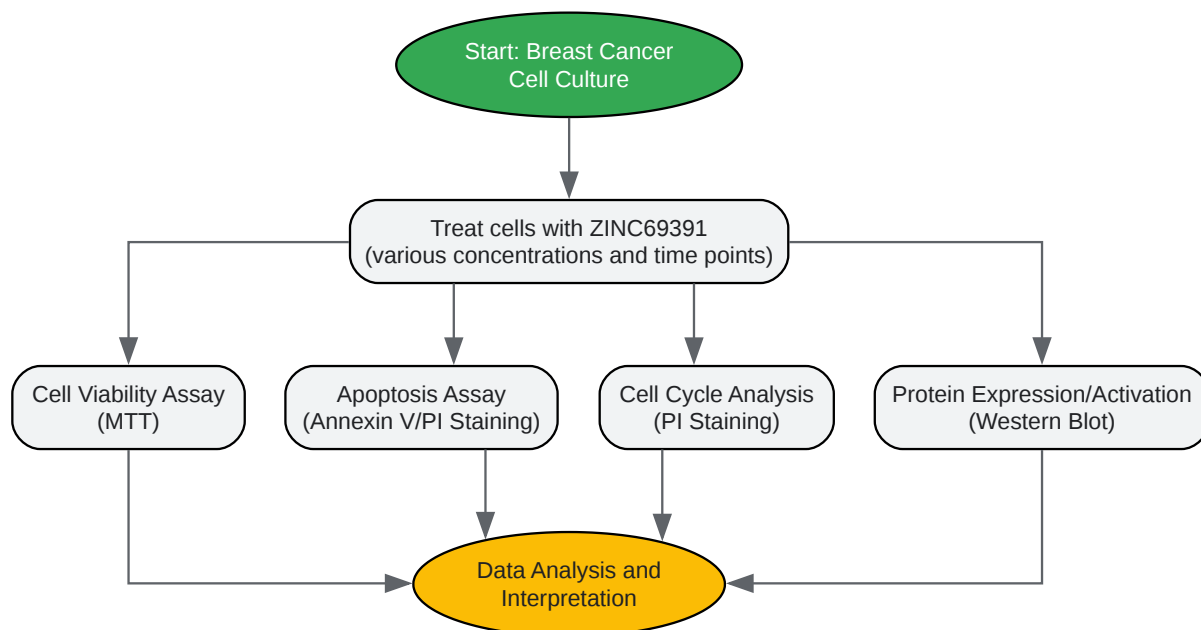 Start: Breast Cancer
Cell Culture
Treat cells with ZINC69391
(various concentrations and time points)
Cell Viability Assay
(MTT)
Apoptosis Assay
(Annexin V/PI Staining)
Cell Cycle Analysis
(PI Staining)
Protein Expression/Activation
(Western Blot)
Data Analysis and
Interpretation